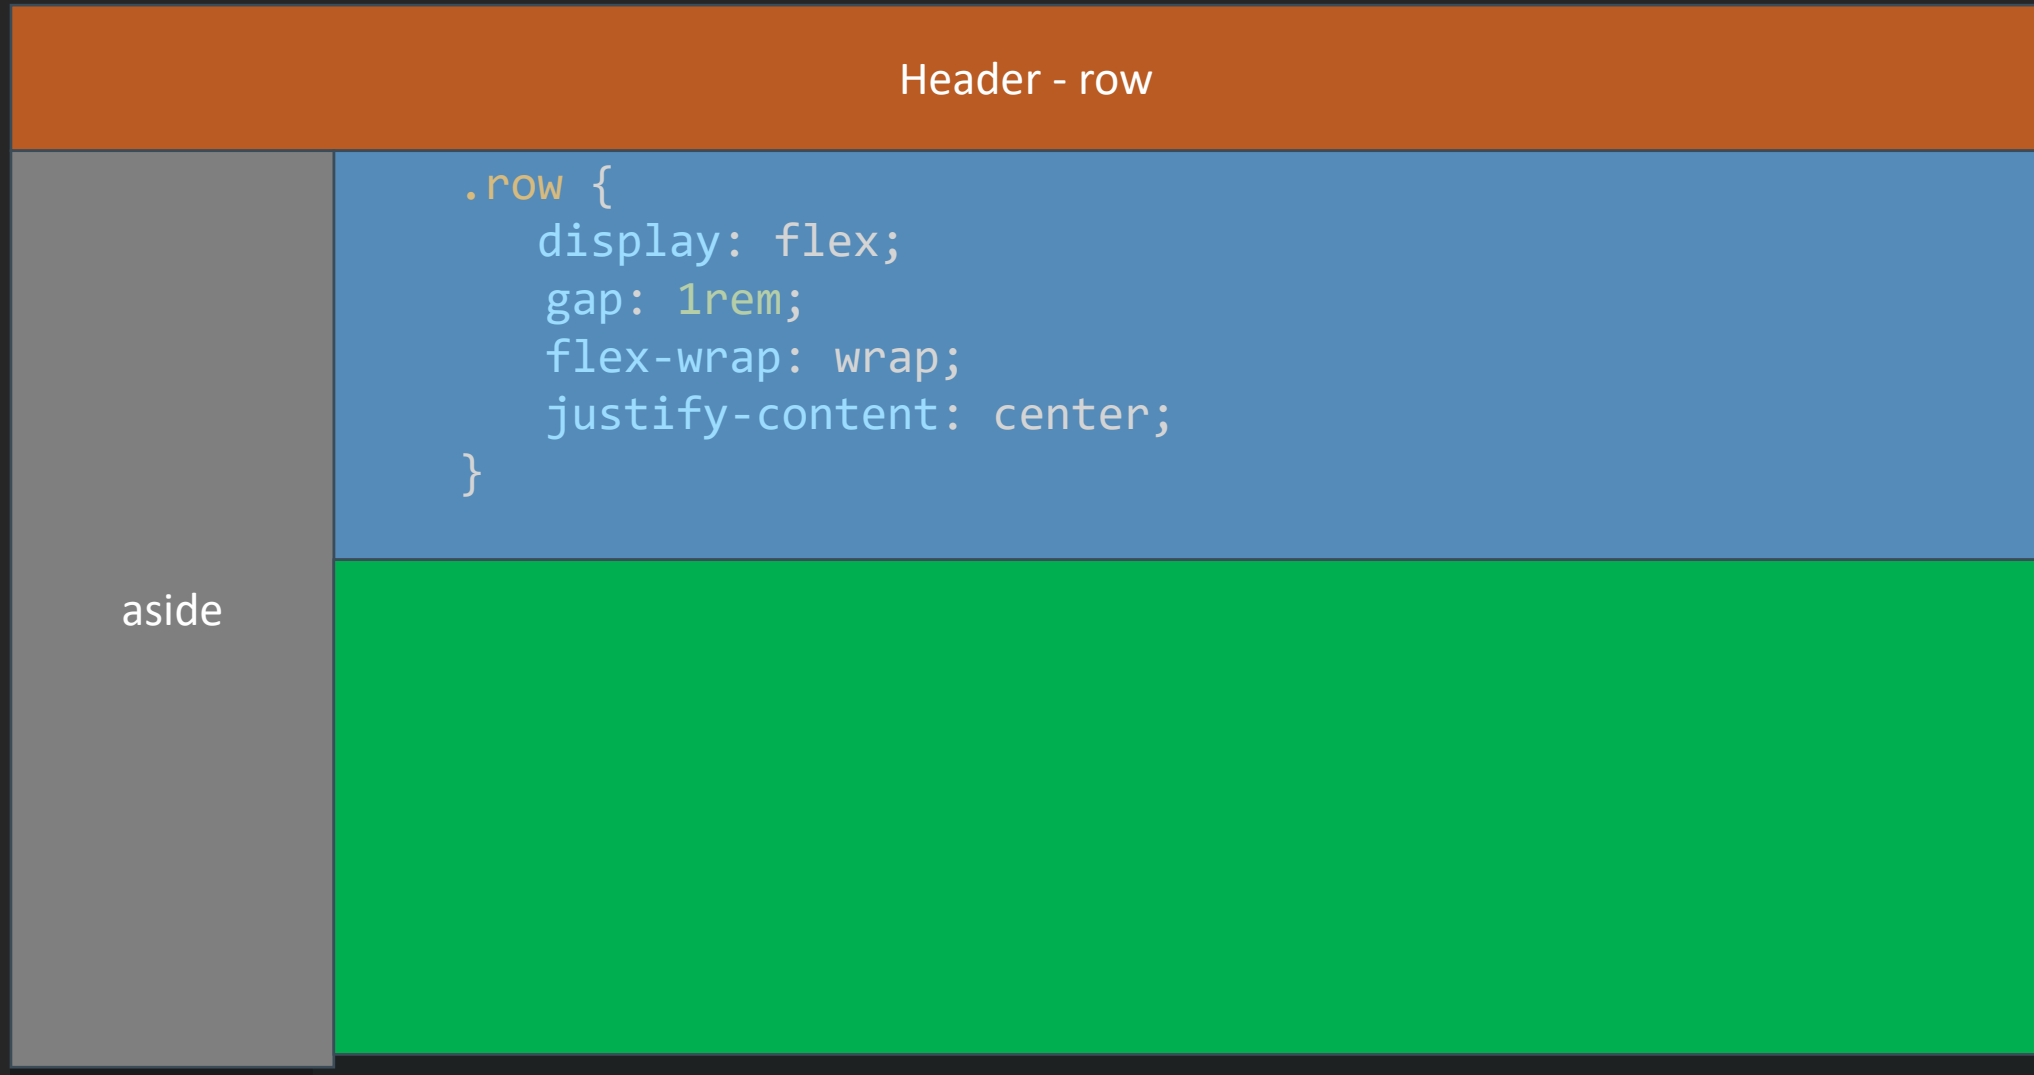 Header - row
.row {
display: flex;
gap: 1rem;
flex-wrap: wrap;
justify-content: center;
}
aside